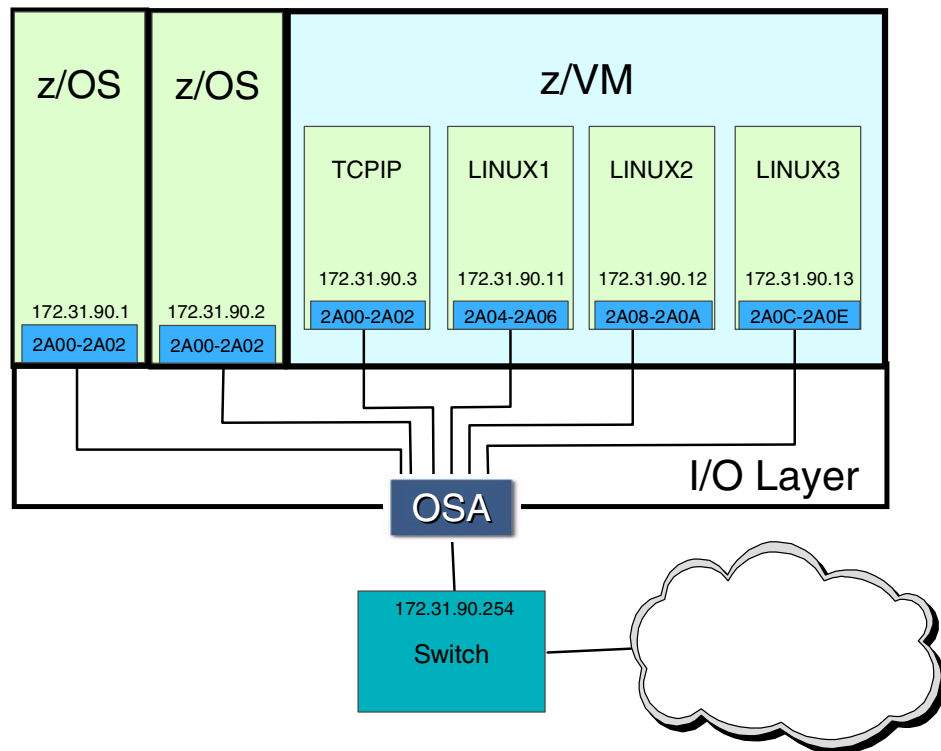 z/OS
z/OS
z/VM
TCPIP
LINUX1
LINUX2
LINUX3
172.31.90.3
172.31.90.11
172.31.90.12
172.31.90.13
172.31.90.1
172.31.90.2
2A00-2A02
2A04-2A06
2A08-2A0A
2A0C-2A0E
2A00-2A02
2A00-2A02
I/O Layer
OSA
172.31.90.254
Switch